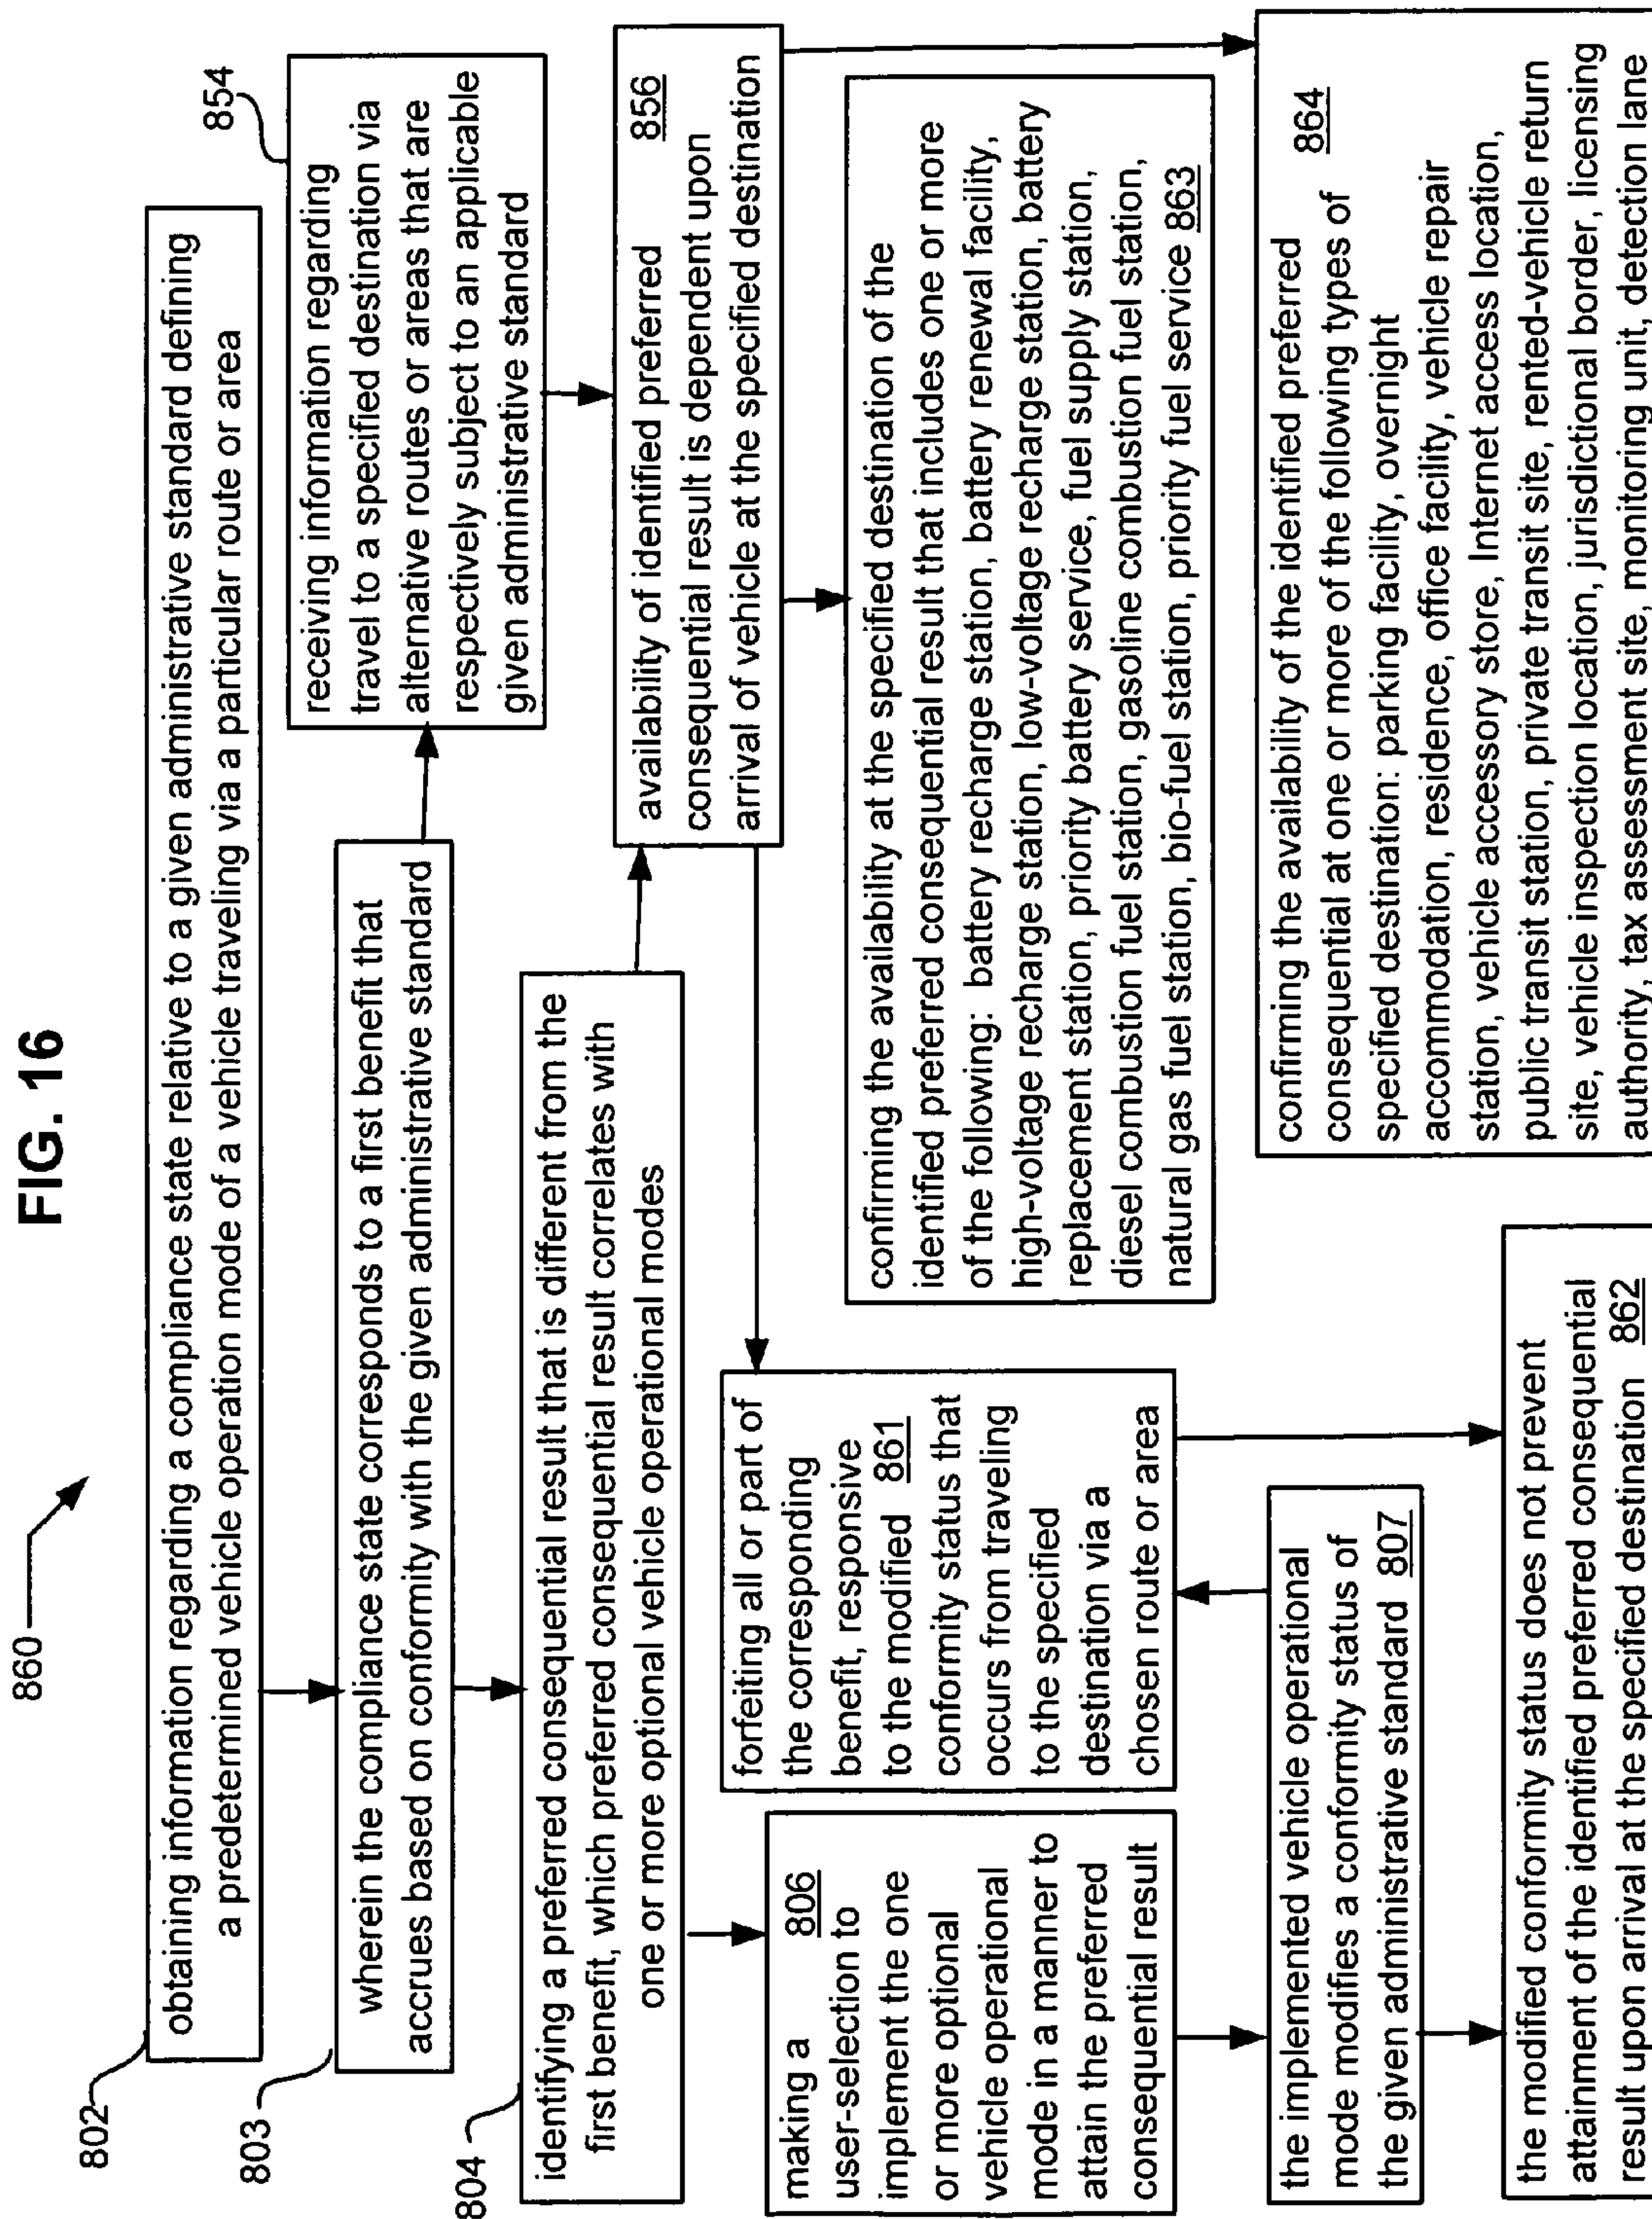 FIG. 16
860
802
obtaining information regarding a compliance state relative to a given administrative standard defining
a predetermined vehicle operation mode of a vehicle traveling via a particular route or area
803
wherein the compliance state corresponds to a first benefit that
accrues based on conformity with the given administrative standard
854
receiving information regarding
travel to a specified destination via
alternative routes or areas that are
respectively subject to an applicable
given administrative standard
804
identifying a preferred consequential result that is different from the
first benefit, which preferred consequential result correlates with
one or more optional vehicle operational modes
availability of identified preferred 856
consequential result is dependent upon
arrival of vehicle at the specified destination
making a 806
user-selection to
implement the one
or more optional
vehicle operational
mode in a manner to
attain the preferred
consequential result
forfeiting all or part of
the corresponding
benefit, responsive
to the modified 861
conformity status that
occurs from traveling
to the specified
destination via a
chosen route or area
confirming the availability at the specified destination of the
identified preferred consequential result that includes one or more
of the following: battery recharge station, battery renewal facility,
high-voltage recharge station, low-voltage recharge station, battery
replacement station, priority battery service, fuel supply station,
diesel combustion fuel station, gasoline combustion fuel station,
natural gas fuel station, bio-fuel station, priority fuel service 863
the implemented vehicle operational
mode modifies a conformity status of
the given administrative standard 807
the modified conformity status does not prevent
attainment of the identified preferred consequential
result upon arrival at the specified destination 862
confirming the availability of the identified preferred
consequential at one or more of the following types of 864
specified destination: parking facility, overnight
accommodation, residence, office facility, vehicle repair
station, vehicle accessory store, Internet access location,
public transit station, private transit site, rented-vehicle return
site, vehicle inspection location, jurisdictional border, licensing
authority, tax assessment site, monitoring unit, detection lane